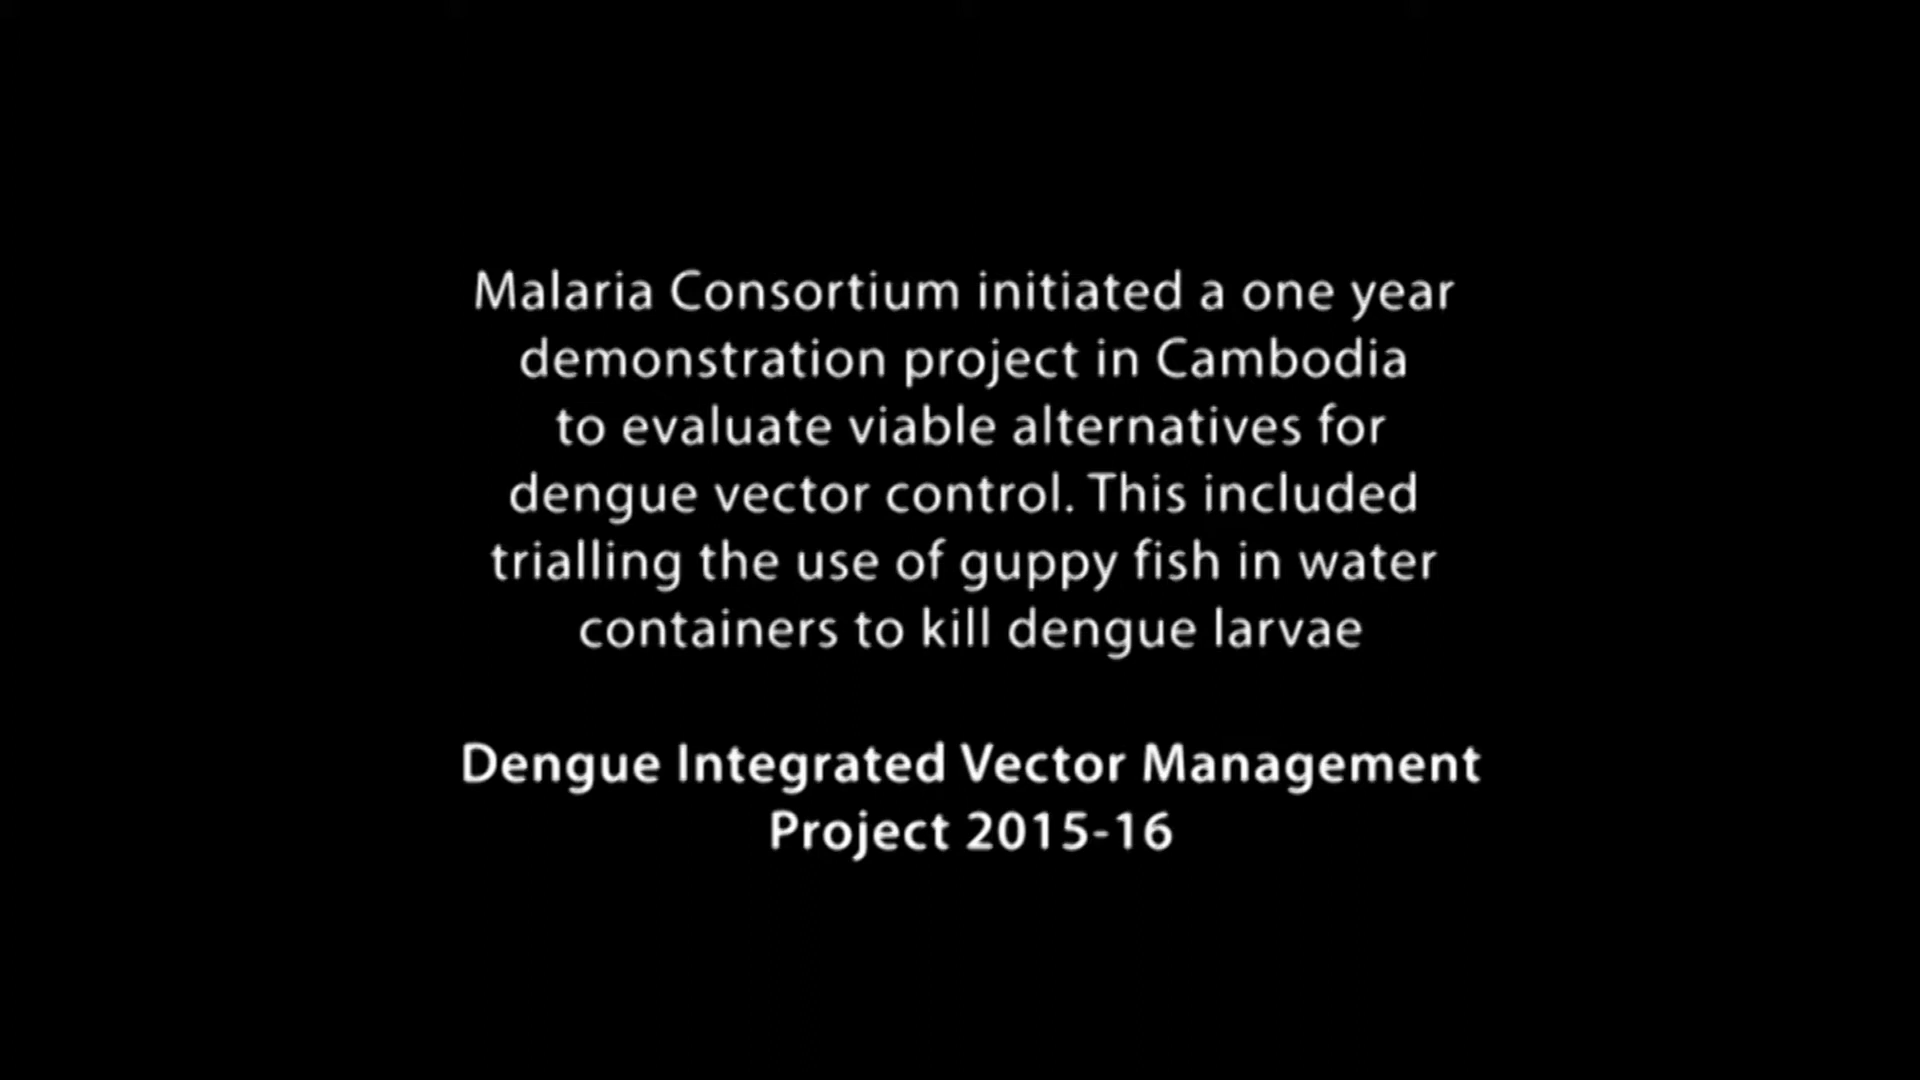 Malaria Consortium initiated a one year
demonstration project in Cambodia
to evaluate viable alternatives for
dengue vector control. This included
trialling the use of guppy fish in water
containers to kill dengue larvae
Dengue Integrated Vector Management
Project 2015-16